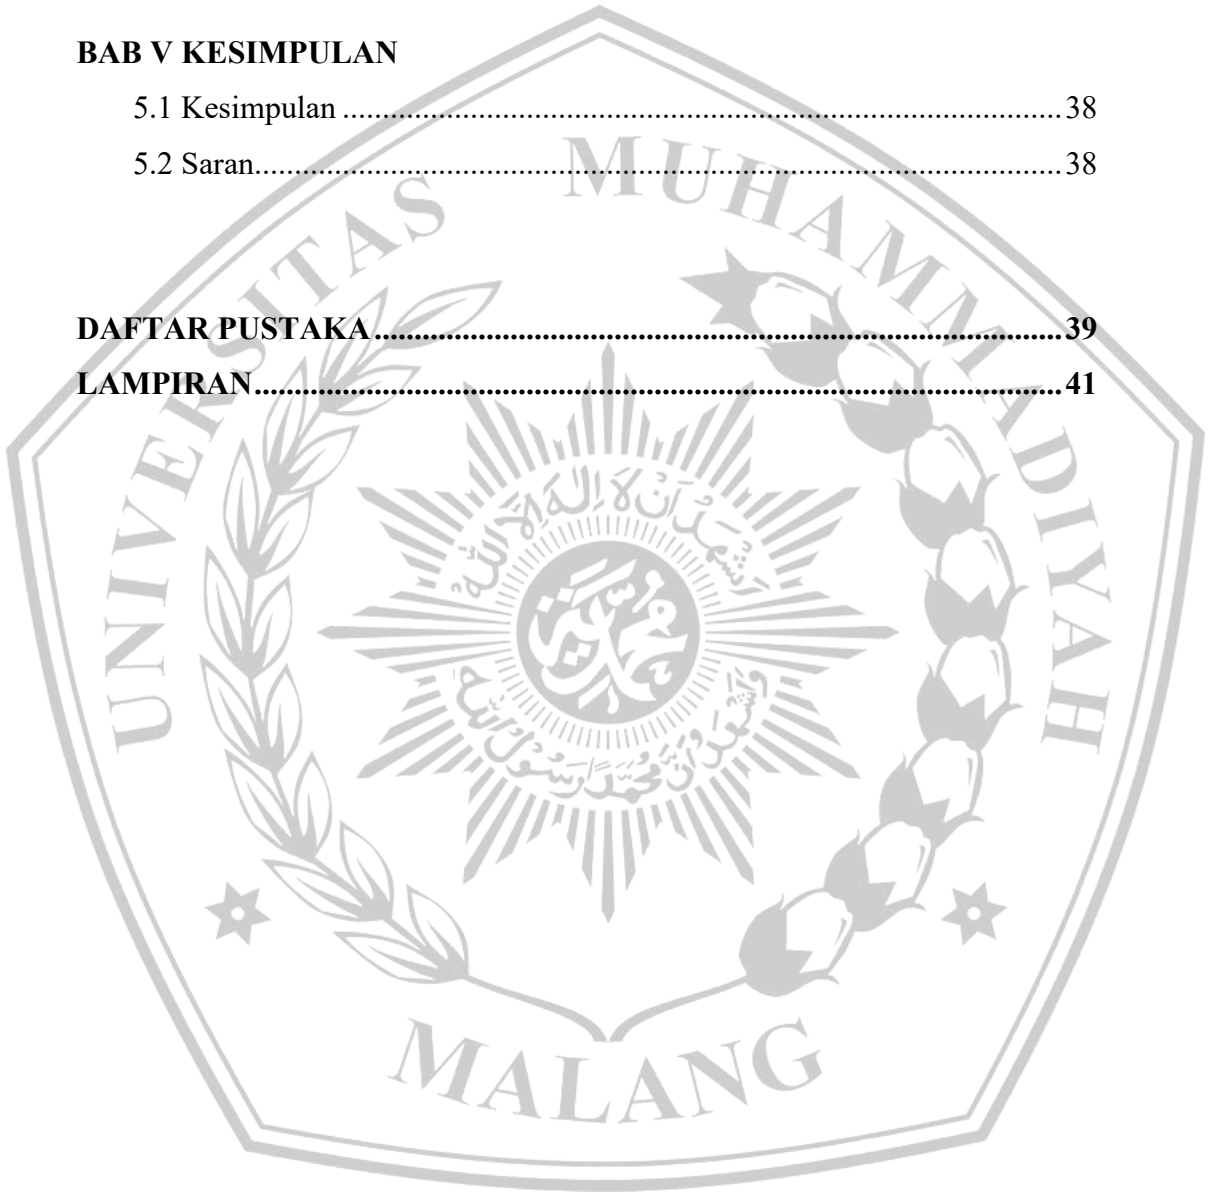 BAB V KESIMPULAN
5.1 Kesimpulan ........................................................................................... 38
5.2 Saran...................................................................................................... 38
DAFTAR PUSTAKA...................................................................................... 39
LAMPIRAN..................................................................................................... 41
UNIVERSITAS MUHAMMADIYAH
MALANG